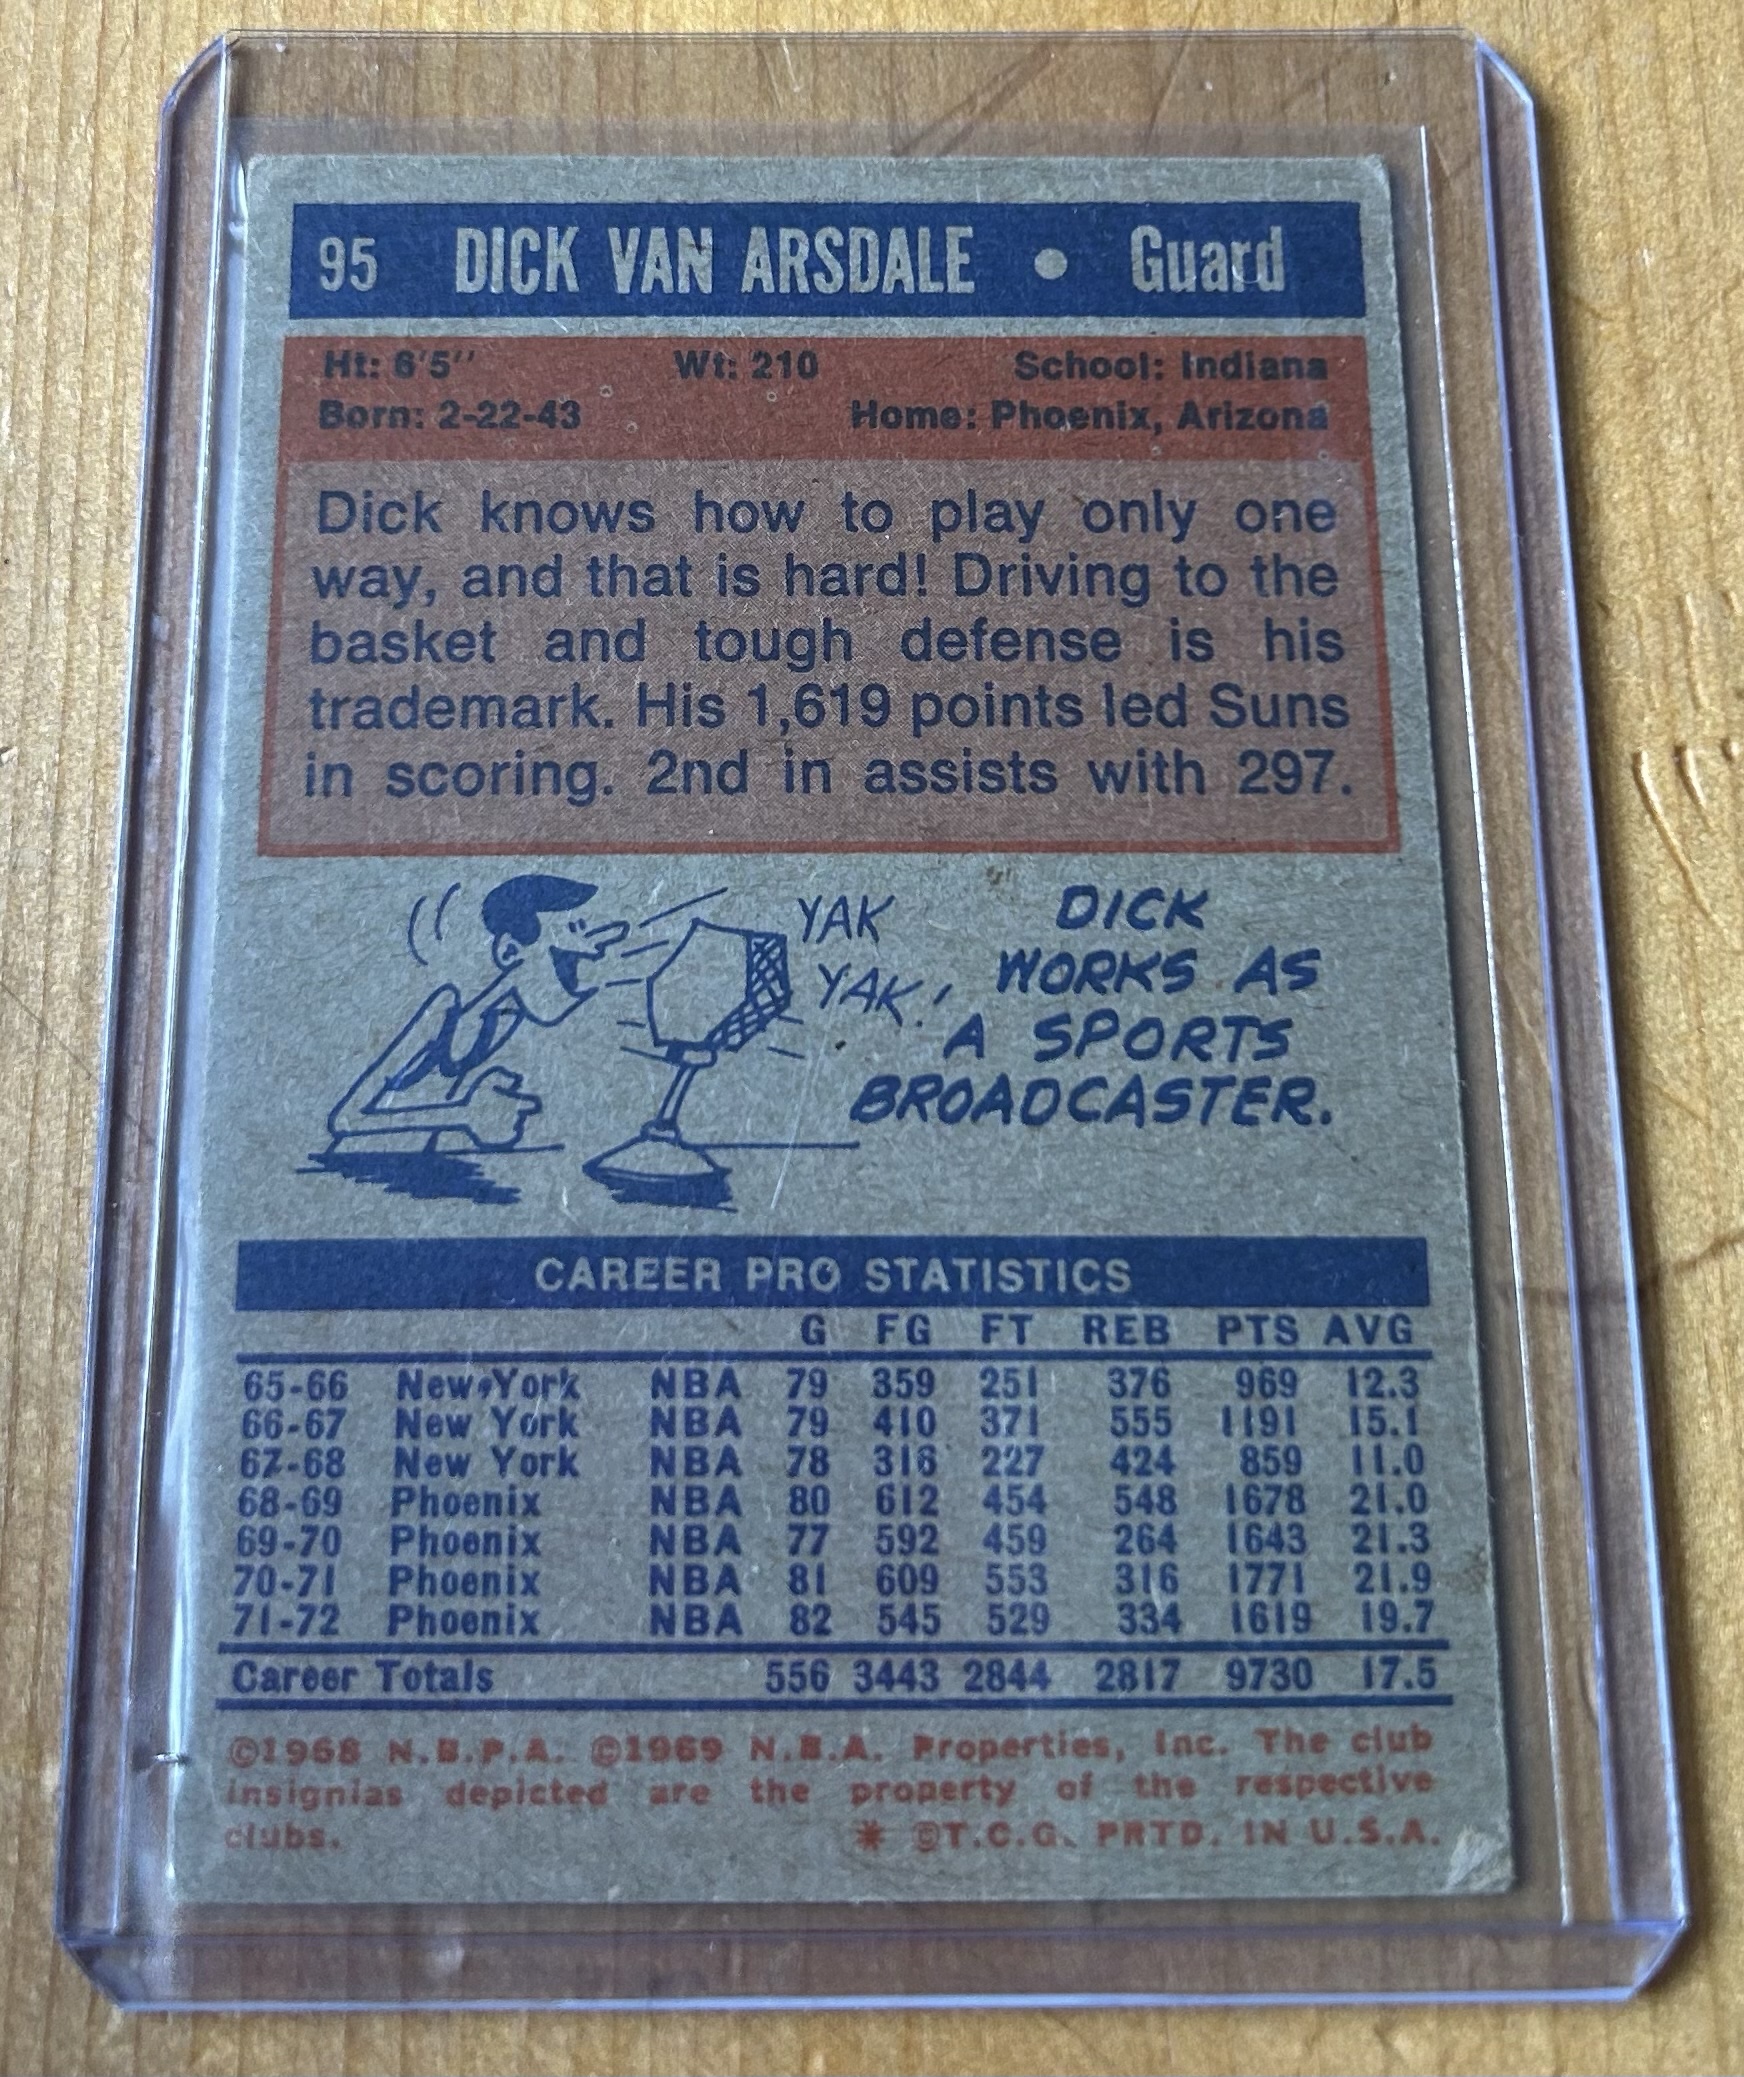 95 DICK VAN ARSDALE • Guard
Ht: 6'5'' Wt: 210 School: Indiana
Born: 2-22-43 Home: Phoenix, Arizona
Dick knows how to play only one
way, and that is hard! Driving to the
basket and tough defense is his
trademark. His 1,619 points led Suns
in scoring. 2nd in assists with 297.
YAK
YAK.
DICK
WORKS AS
A SPORTS
BROADCASTER.
CAREER PRO STATISTICS
G FG FT REB PTS AVG
65-66 New York NBA 79 359 251 376 969 12.3
66-67 New York NBA 79 410 371 555 1191 15.1
67-68 New York NBA 78 316 227 424 859 11.0
68-69 Phoenix NBA 80 612 454 548 1678 21.0
69-70 Phoenix NBA 77 592 459 264 1643 21.3
70-71 Phoenix NBA 81 609 553 316 1771 21.9
71-72 Phoenix NBA 82 545 529 334 1619 19.7
Career Totals 556 3443 2844 2817 9730 17.5
©1968 N.B.P.A. ©1969 N.B.A. Properties, Inc. The club
insignias depicted are the property of the respective
clubs. * ©T.C.G. PRTD. IN U.S.A.